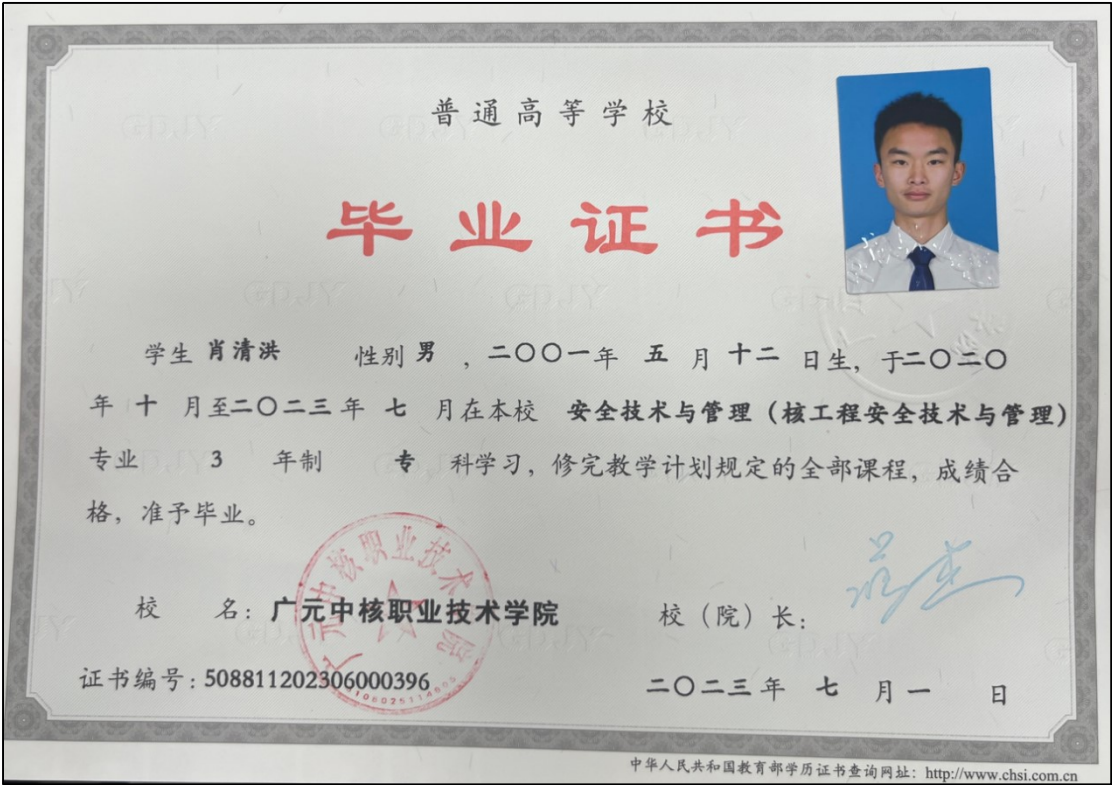 普通高等学校
毕业证书
学生 肖清洪 性别 男 ，二〇〇一年 五 月 十二 日生，于二〇二〇
年 十 月至二〇二三年 七 月在本校 安全技术与管理（核工程安全技术与管理）
专业 3 年制 专 科学习，修完教学计划规定的全部课程，成绩合
格，准予毕业。
校 名：广元中核职业技术学院
校（院）长：
证书编号：508811202306000396
二〇二三年 七 月一 日
中华人民共和国教育部学历证书查询网址：http://www.chsi.com.cn